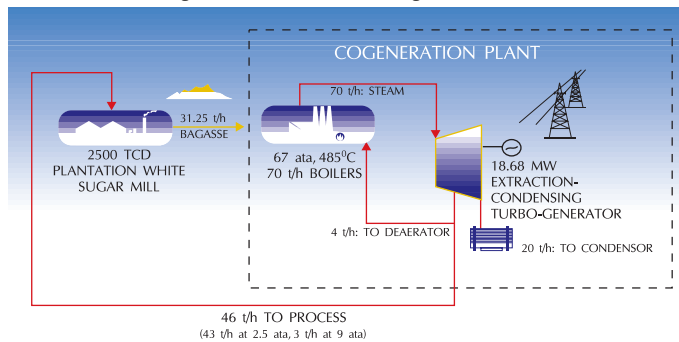 COGENERATION PLANT
70 t/h: STEAM
31.25 t/h
BAGASSE
2500 TCD
PLANTATION WHITE
SUGAR MILL
67 ata, 485⁰C
70 t/h BOILERS
18.68 MW
EXTRACTION-
CONDENSING
TURBO-GENERATOR
4 t/h: TO DEAERATOR
20 t/h: TO CONDENSOR
46 t/h TO PROCESS
(43 t/h at 2.5 ata, 3 t/h at 9 ata)